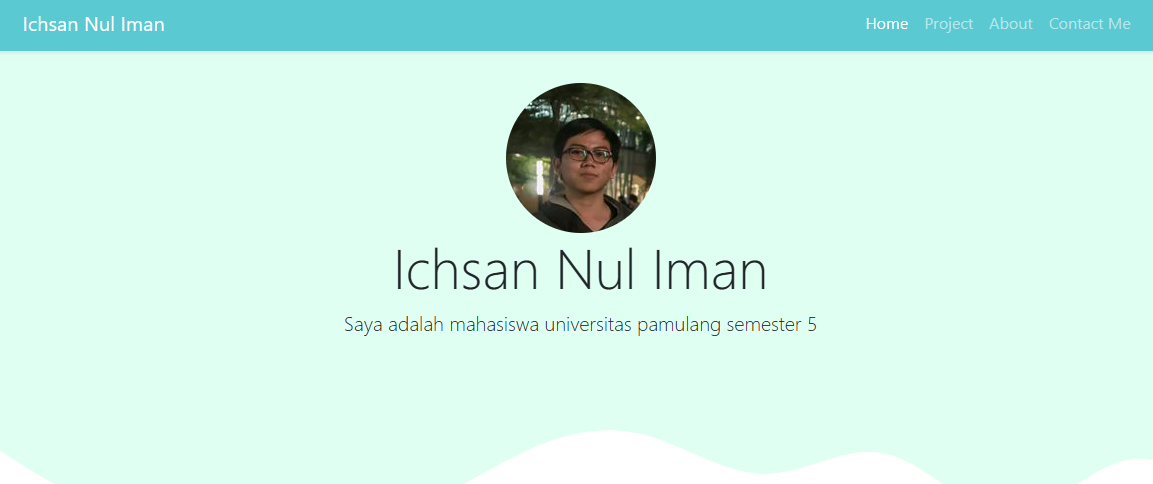 Ichsan Nul Iman
Home Project About Contact Me
Ichsan Nul Iman
Saya adalah mahasiswa universitas pamulang semester 5